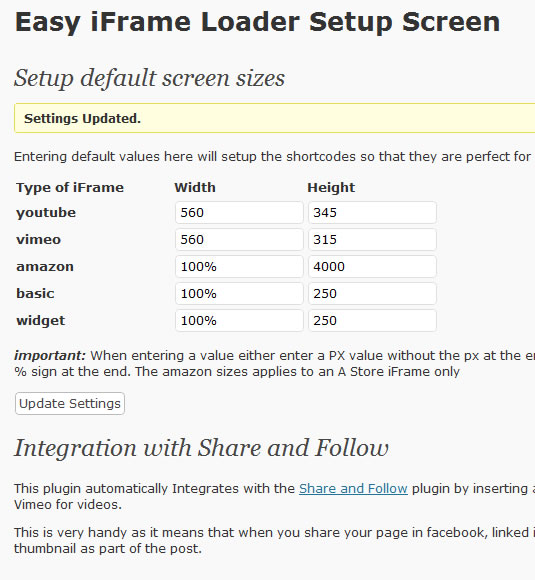 Easy iFrame Loader Setup Screen
Setup default screen sizes
Settings Updated.
Entering default values here will setup the shortcodes so that they are perfect for
Type of iFrame Width Height
youtube 560 345
vimeo 560 315
amazon 100% 4000
basic 100% 250
widget 100% 250
important: When entering a value either enter a PX value without the px at the
% sign at the end. The amazon sizes applies to an A Store iFrame only
Update Settings
Integration with Share and Follow
This plugin automatically Integrates with the Share and Follow plugin by inserting
Vimeo for videos.
This is very handy as it means that when you share your page in facebook, linked
thumbnail as part of the post.